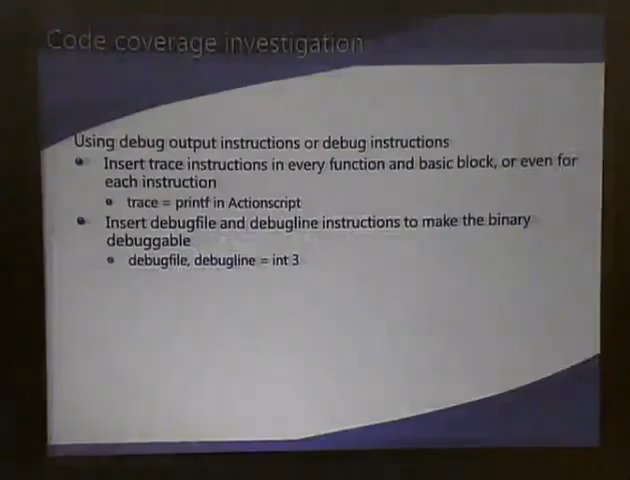 Code coverage investigation
Using debug output instructions or debug instructions
Insert trace instructions in every function and basic block, or even for
each instruction
trace = printf in Actionscript
Insert debugfile and debugline instructions to make the binary
debuggable
debugfile, debugline = int 3